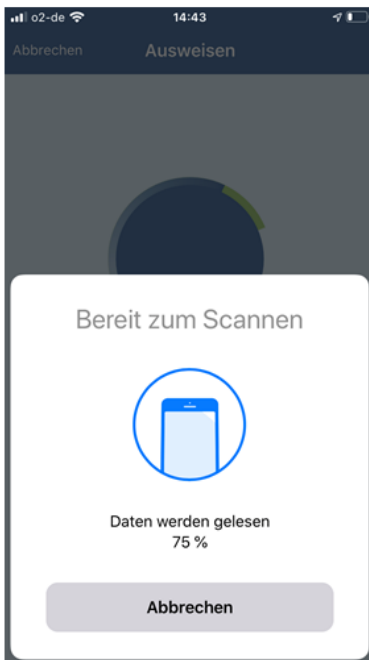 o2-de 14:43
Abbrechen Ausweisen
Bereit zum Scannen
Daten werden gelesen
75 %
Abbrechen